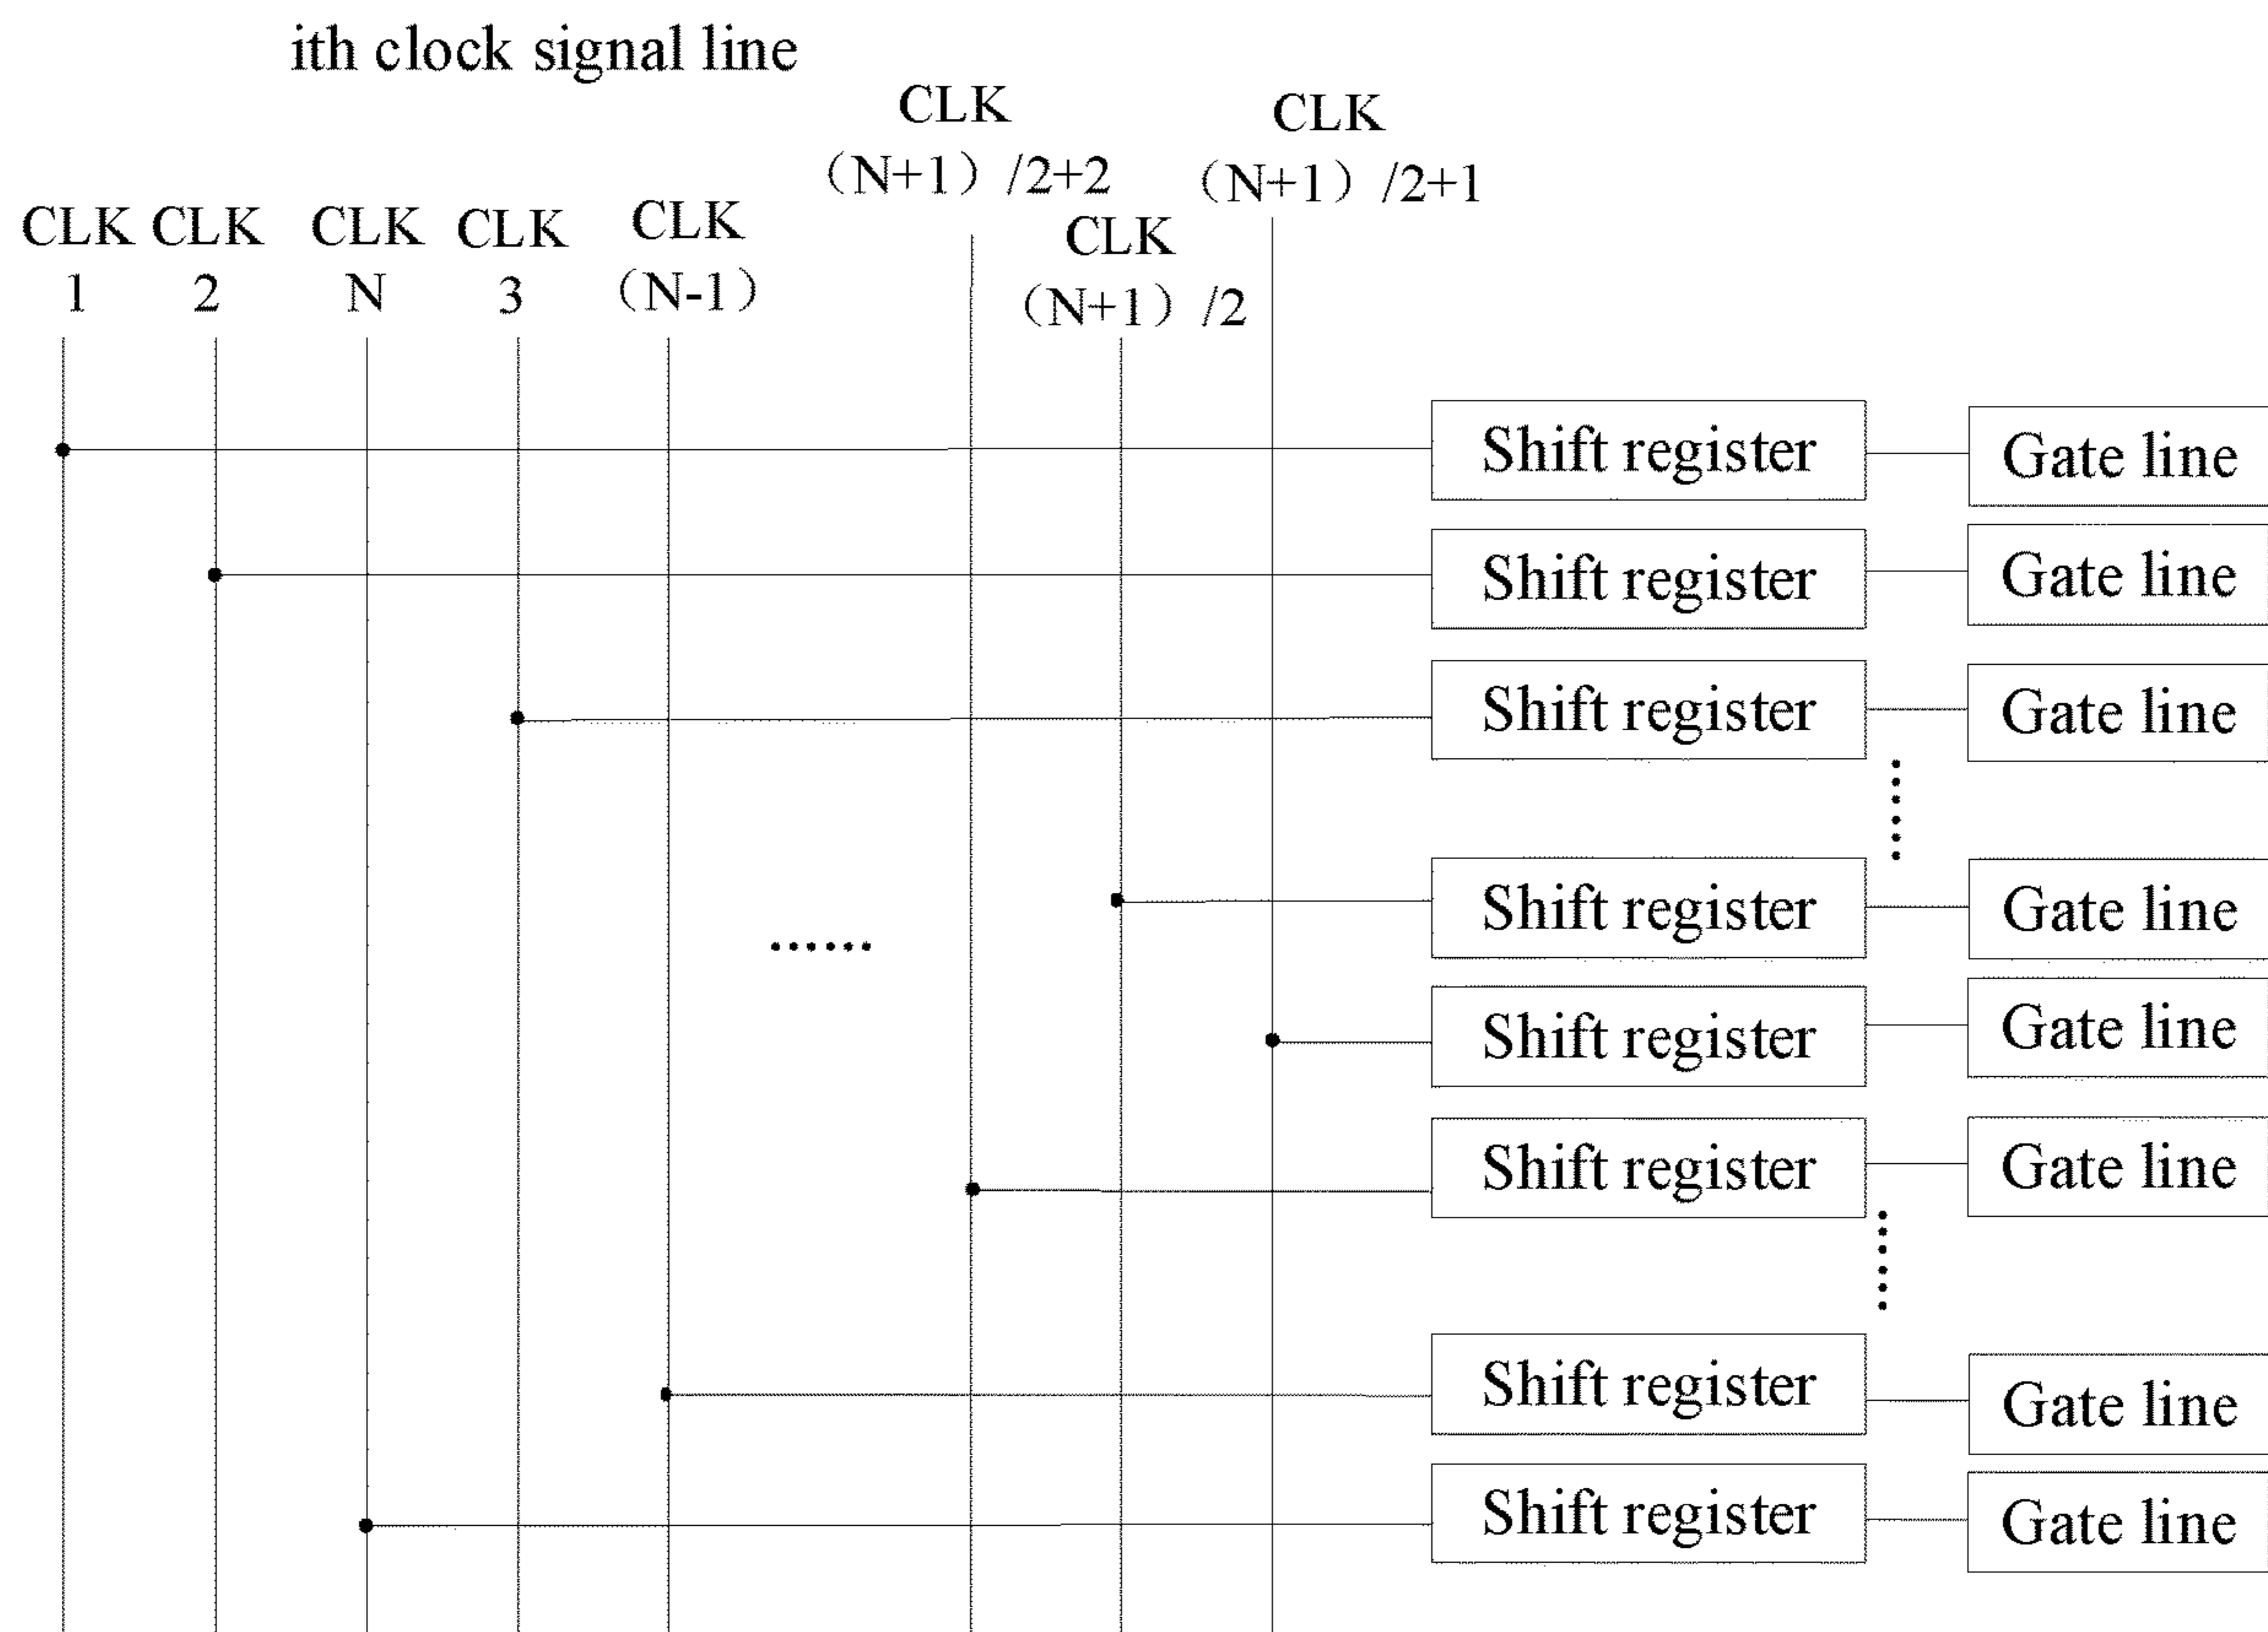 ith clock signal line
CLK
（N+1）/2+2
CLK
（N+1）/2+1
CLK
1
CLK
2
CLK
N
CLK
3
CLK
（N-1）
CLK
（N+1）/2
Shift register
Gate line
Shift register
Gate line
Shift register
Gate line
Shift register
Gate line
Shift register
Gate line
Shift register
Gate line
Shift register
Gate line
Shift register
Gate line